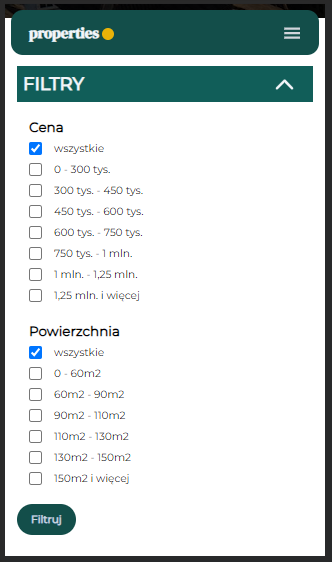 properties
FILTRY
Cena
wszystkie
0 - 300 tys.
300 tys. - 450 tys.
450 tys. - 600 tys.
600 tys. - 750 tys.
750 tys. - 1 mln.
1 mln. - 1,25 mln.
1,25 mln. i więcej
Powierzchnia
wszystkie
0 - 60m2
60m2 - 90m2
90m2 - 110m2
110m2 - 130m2
130m2 - 150m2
150m2 i więcej
Filtruj